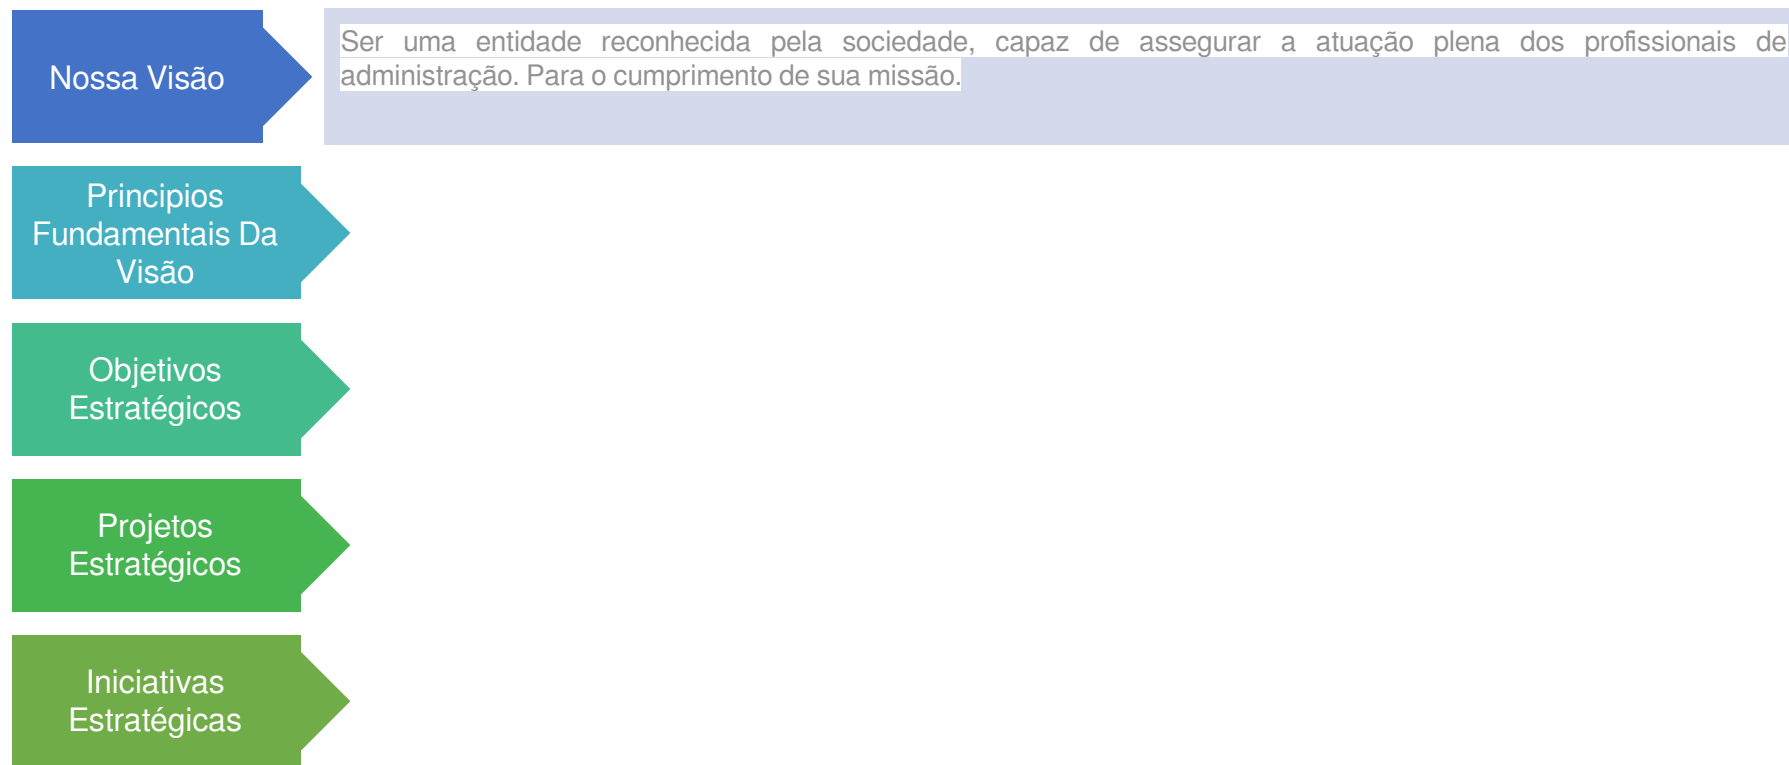 Nossa Visão
Ser uma entidade reconhecida pela sociedade, capaz de assegurar a atuação plena dos profissionais de
administração. Para o cumprimento de sua missão.
Principios
Fundamentais Da
Visão
Objetivos
Estratégicos
Projetos
Estratégicos
Iniciativas
Estratégicas